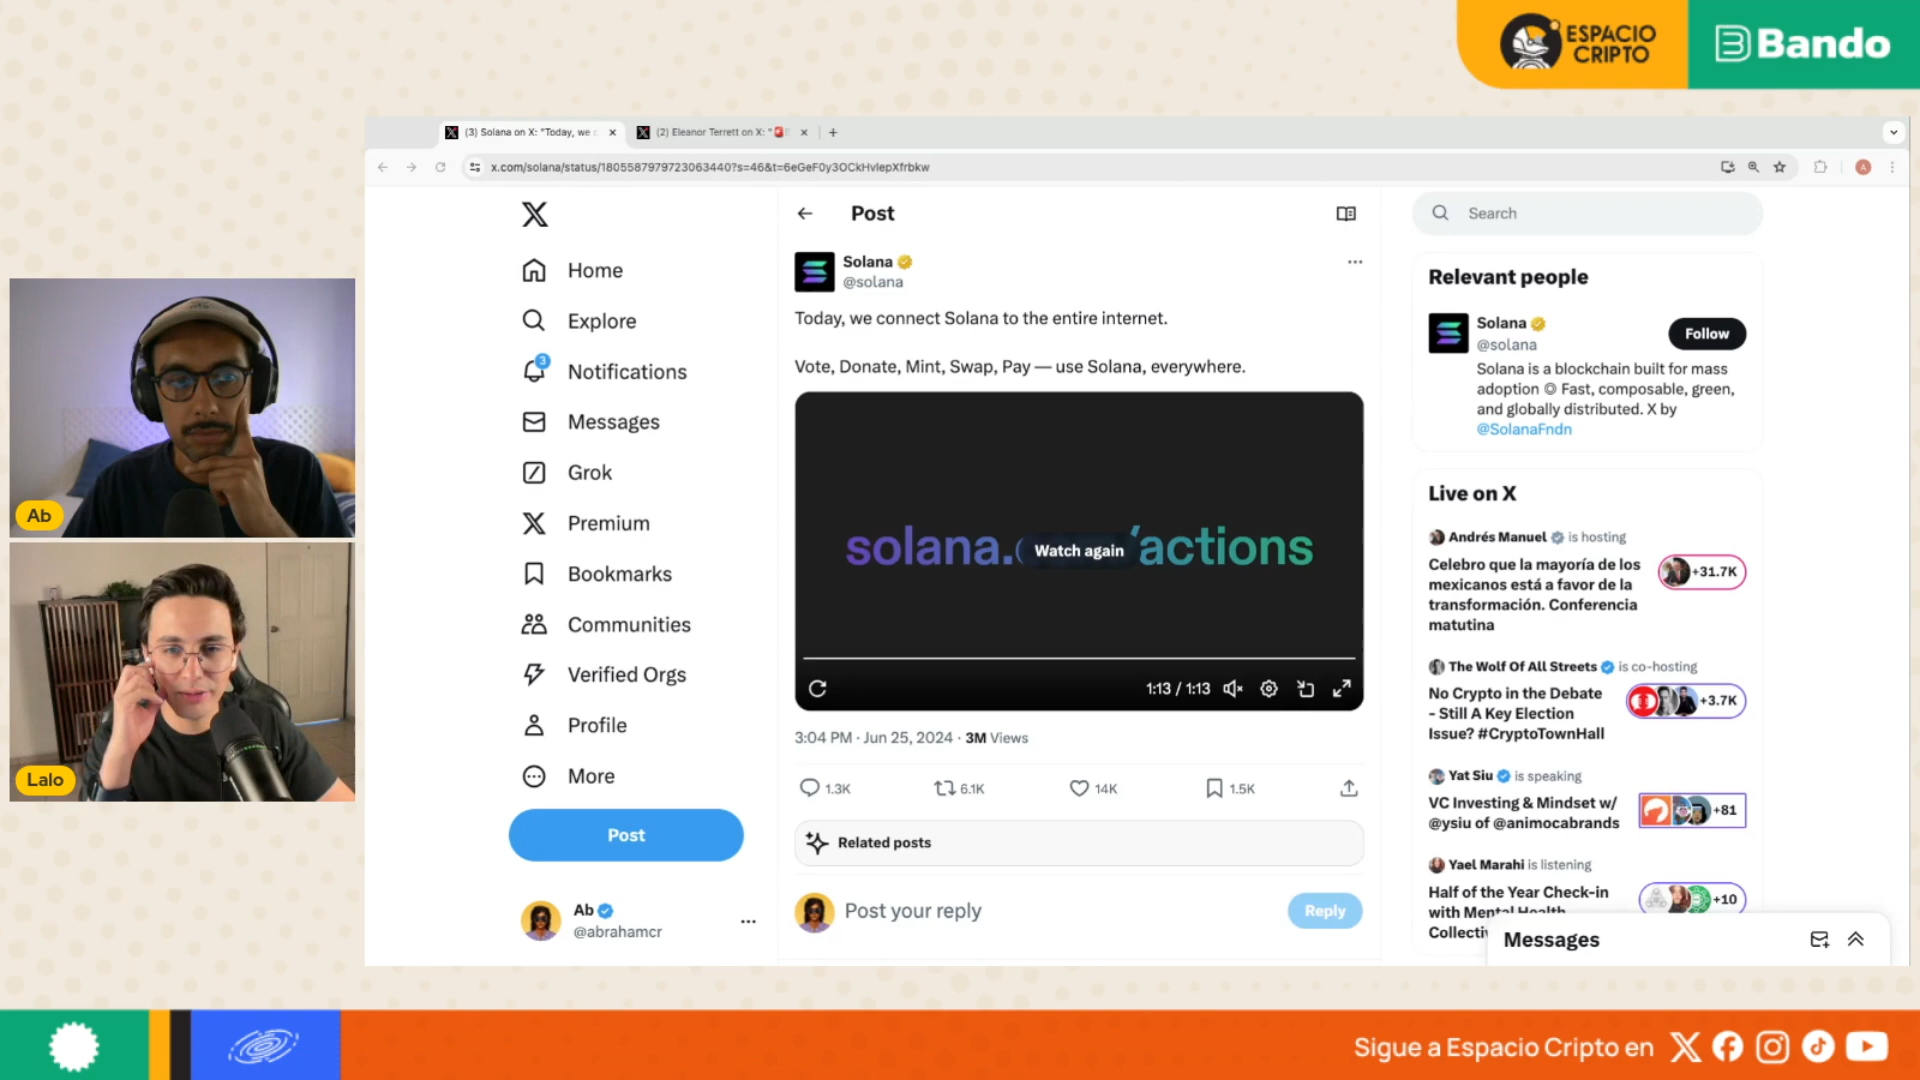 ESPACIO
CRIPTO
Bando
(3) Solana on X: "Today, we c
(2) Eleanor Terrett on X: "
x.com/solana/status/1805587979723063440?s=46&t=6eGeF0y3OCkHvlepXfrbkw
A
Home
Explore
3
Notifications
Messages
Grok
Premium
Bookmarks
Communities
Verified Orgs
Profile
More
Post
Ab
@abrahamcr
Post
Solana
@solana
Today, we connect Solana to the entire internet.
Vote, Donate, Mint, Swap, Pay — use Solana, everywhere.
solana.
Watch again
/actions
1:13 / 1:13
3:04 PM · Jun 25, 2024 · 3M Views
1.3K
6.1K
14K
1.5K
Related posts
Post your reply
Reply
Search
Relevant people
Solana
@solana
Follow
Solana is a blockchain built for mass
adoption ◎ Fast, composable, green,
and globally distributed. X by
@SolanaFndn
Live on X
Andrés Manuel is hosting
Celebro que la mayoría de los
mexicanos está a favor de la
transformación. Conferencia
matutina
+31.7K
The Wolf Of All Streets is co-hosting
No Crypto in the Debate
- Still A Key Election
Issue? #CryptoTownHall
+3.7K
Yat Siu is speaking
VC Investing & Mindset w/
@ysiu of @animocabrands
+81
Yael Marahi is listening
Half of the Year Check-in
with Mental Health
+10
Messages
Ab
Lalo
Sigue a Espacio Cripto en